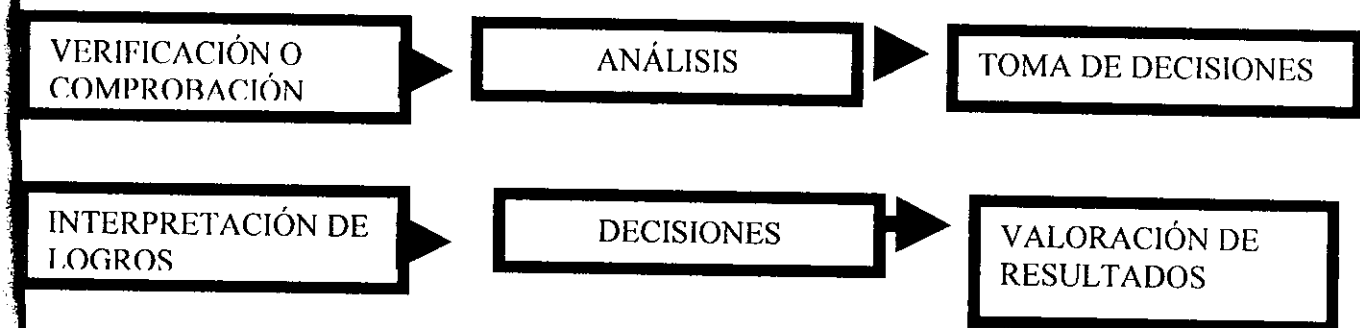 VERIFICACIÓN O
COMPROBACIÓN
ANÁLISIS
TOMA DE DECISIONES
INTERPRETACIÓN DE
LOGROS
DECISIONES
VALORACIÓN DE
RESULTADOS